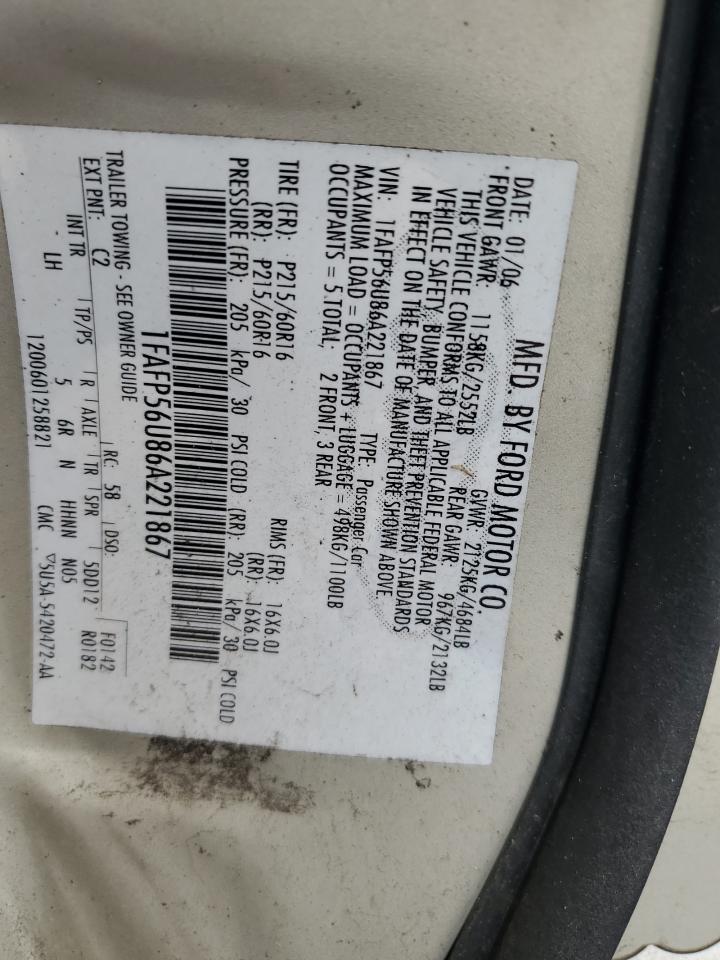 MFD. BY FORD MOTOR CO.
DATE: 01/06 GVWR: 2125KG/4684LB
FRONT GAWR: 1158KG/2552LB REAR GAWR: 967KG/2132LB
THIS VEHICLE CONFORMS TO ALL APPLICABLE FEDERAL MOTOR
VEHICLE SAFETY, BUMPER, AND THEFT PREVENTION STANDARDS
IN EFFECT ON THE DATE OF MANUFACTURE SHOWN ABOVE.
VIN: 1FAFP56U86A221867 TYPE: Passenger Car
MAXIMUM LOAD = OCCUPANTS + LUGGAGE = 498KG/1100LB
OCCUPANTS = 5 TOTAL, 2 FRONT, 3 REAR
TIRE (FR): P215/60R16 RIMS (FR): 16X6.0J
(RR): P215/60R16 (RR): 16X6.0J
PRESSURE (FR): 205 kPa/ 30 PSI COLD (RR): 205 kPa/ 30 PSI COLD
1FAFP56U86A221867
TRAILER TOWING - SEE OWNER GUIDE
EXT PNT: C2 RC: 58 DSO: F0142
R0182
INT TR TP/PS R AXLE TR SPR 5DD12
LH 5 6R N HHNN N05
1200601258821 CMC ▽5U5A-5420472-AA